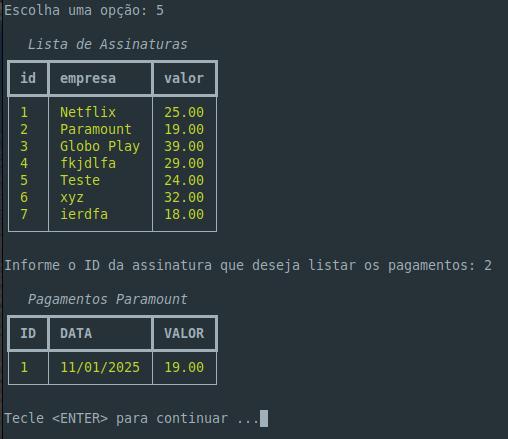 Escolha uma opção: 5
Lista de Assinaturas
id empresa valor
1 Netflix 25.00
2 Paramount 19.00
3 Globo Play 39.00
4 fkjdlfa 29.00
5 Teste 24.00
6 xyz 32.00
7 ierdfa 18.00
Informe o ID da assinatura que deseja listar os pagamentos: 2
Pagamentos Paramount
ID DATA VALOR
1 11/01/2025 19.00
Tecle <ENTER> para continuar ...